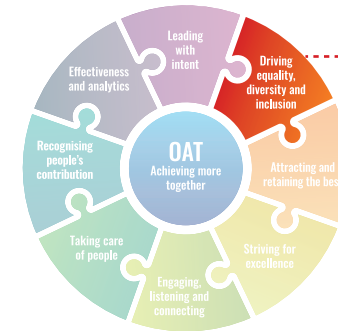 Leading
with
intent
Driving
equality,
diversity and
inclusion
Attracting and
retaining the bes
Striving for
excellence
Engaging,
listening and
connecting
Taking care
of people
Recognising
people's
contribution
Effectiveness
and analytics
OAT
Achieving more
together